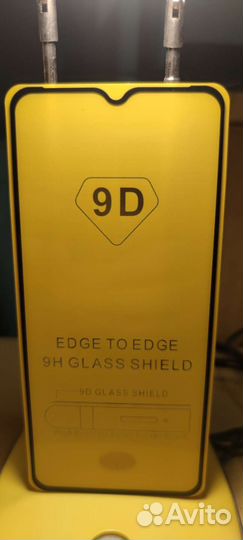 9D
EDGE TO EDGE
9H GLASS SHIELD
9D GLASS SHIELD
Avito